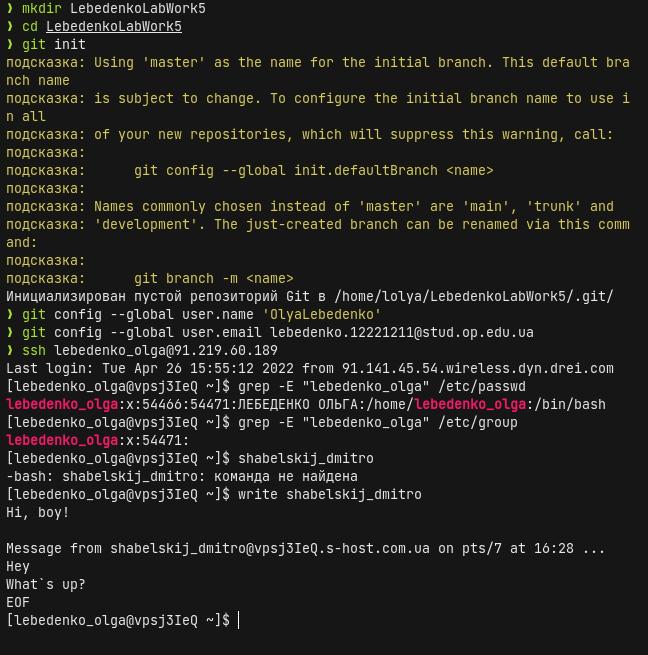 ❯ mkdir LebedenkoLabWork5
❯ cd LebedenkoLabWork5
❯ git init
подсказка: Using 'master' as the name for the initial branch. This default bra
nch name
подсказка: is subject to change. To configure the initial branch name to use i
n all
подсказка: of your new repositories, which will suppress this warning, call:
подсказка:
подсказка:      git config --global init.defaultBranch <name>
подсказка:
подсказка: Names commonly chosen instead of 'master' are 'main', 'trunk' and
подсказка: 'development'. The just-created branch can be renamed via this comm
and:
подсказка:
подсказка:      git branch -m <name>
Инициализирован пустой репозиторий Git в /home/lolya/LebedenkoLabWork5/.git/
❯ git config --global user.name 'OlyaLebedenko'
❯ git config --global user.email lebedenko.12221211@stud.op.edu.ua
❯ ssh lebedenko_olga@91.219.60.189
Last login: Tue Apr 26 15:55:12 2022 from 91.141.45.54.wireless.dyn.drei.com
[lebedenko_olga@vpsj3IeQ ~]$ grep -E "lebedenko_olga" /etc/passwd
lebedenko_olga:x:54466:54471:ЛЕБЕДЕНКО ОЛЬГА:/home/lebedenko_olga:/bin/bash
[lebedenko_olga@vpsj3IeQ ~]$ grep -E "lebedenko_olga" /etc/group
lebedenko_olga:x:54471:
[lebedenko_olga@vpsj3IeQ ~]$ shabelskij_dmitro
-bash: shabelskij_dmitro: команда не найдена
[lebedenko_olga@vpsj3IeQ ~]$ write shabelskij_dmitro
Hi, boy!

Message from shabelskij_dmitro@vpsj3IeQ.s-host.com.ua on pts/7 at 16:28 ...
Hey
What`s up?
EOF
[lebedenko_olga@vpsj3IeQ ~]$